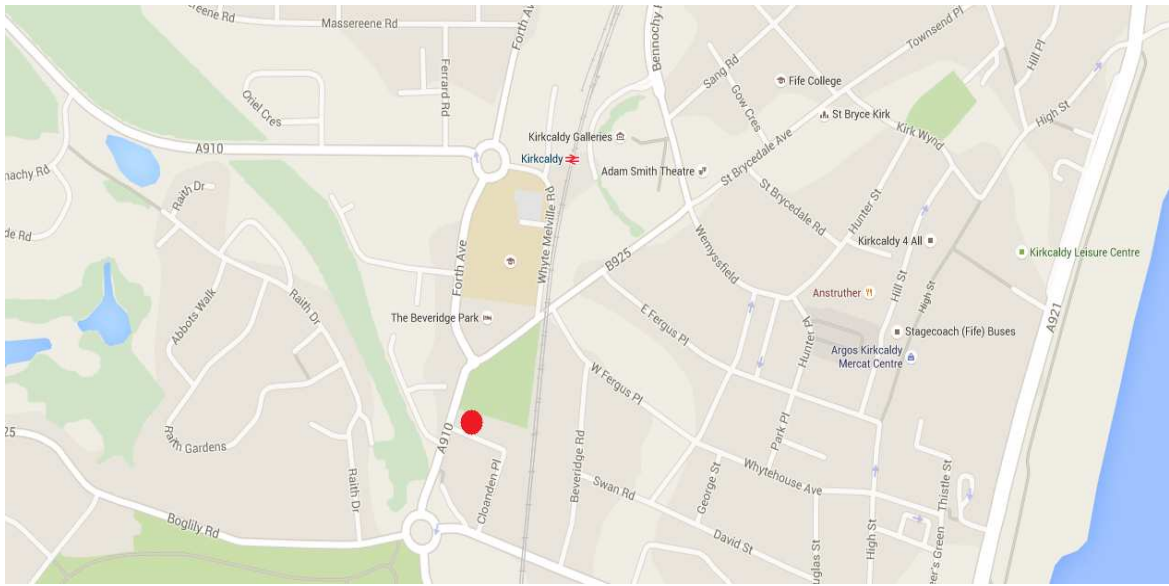 Massereene Rd
Forth Ave
Bennochy
Townsend Pl
Hill Pl
Ferrard Rd
Sang Rd
Fife College
Gow Cres
Oriel Cres
St Bryce Kirk
High St
Kirkcaldy Galleries
Kirk Wynd
A910
Kirkcaldy
St Brycedale Ave
Adam Smith Theatre
Raith Dr
St Brycedale Rd
Hunter St
Whyte Melville Rd
Wemyssfield
Kirkcaldy 4 All
Kirkcaldy Leisure Centre
Forth Ave
B925
Hill St
High St
Abbots Walk
Raith Dr
Anstruther
The Beveridge Park
E Fergus Pl
Hunter Pl
Stagecoach (Fife) Buses
A921
Argos Kirkcaldy
Mercat Centre
W Fergus Pl
Raith Gardens
A910
Park Pl
Beveridge Rd
Whytehouse Ave
Raith Dr
Cloanden Pl
Swan Rd
George St
Thistle St
Boglily Rd
David St
High St